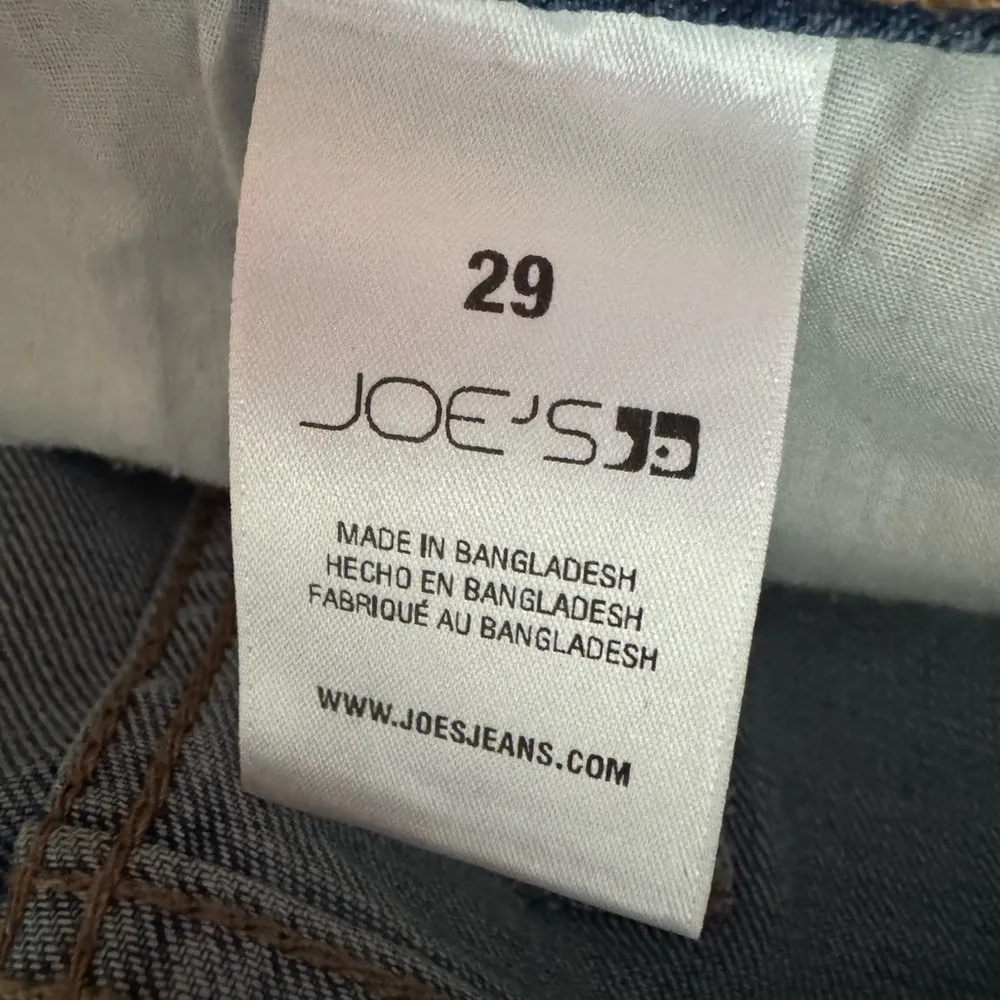 29
JOE'S
MADE IN BANGLADESH
HECHO EN BANGLADESH
FABRIQUÉ AU BANGLADESH
WWW.JOESJEANS.COM